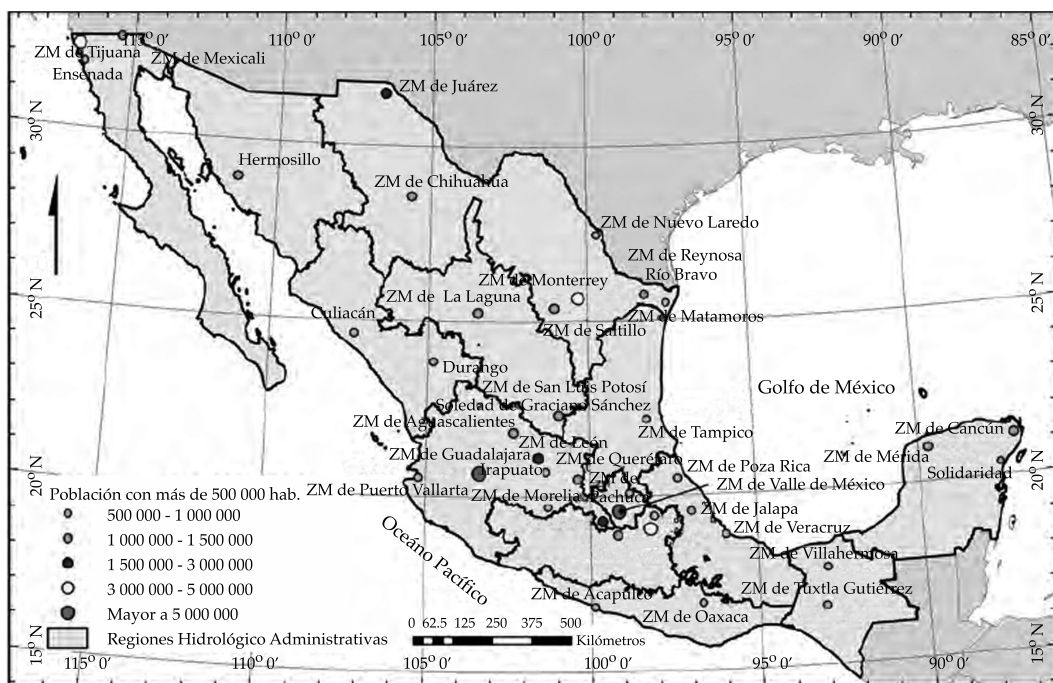 115° 0' 110° 0' 105° 0' 100° 0' 95° 0' 90° 0' 85° 0'
ZM de Tijuana
ZM de Mexicali
Ensenada
ZM de Juárez
30° N
30° N
Hermosillo
ZM de Chihuahua
ZM de Nuevo Laredo
ZM de Reynosa
Río Bravo
ZM de Monterrey
ZM de La Laguna
25° N
25° N
Culiacán
ZM de Matamoros
ZM de Saltillo
Durango
Golfo de México
ZM de San Luis Potosí
Soledad de Graciano Sánchez
ZM de Aguascalientes
ZM de Tampico
ZM de Cancún
ZM de León
ZM de Guadalajara
ZM de Querétaro
ZM de Mérida
Irapuato
ZM de Poza Rica
Solidaridad
20° N
20° N
ZM de Puerto Vallarta
ZM de
Pachuca
ZM de Valle de México
ZM de Morelia
ZM de Jalapa
ZM de Veracruz
Océano Pacífico
ZM de Villahermosa
ZM de Acapulco
ZM de Tuxtla Gutiérrez
ZM de Oaxaca
Población con más de 500 000 hab.
500 000 - 1 000 000
1 000 000 - 1 500 000
1 500 000 - 3 000 000
3 000 000 - 5 000 000
Mayor a 5 000 000
Regiones Hidrológico Administrativas
0 62.5 125 250 375 500
Kilómetros
15° N
15° N
115° 0' 110° 0' 105° 0' 100° 0' 95° 0' 90° 0'